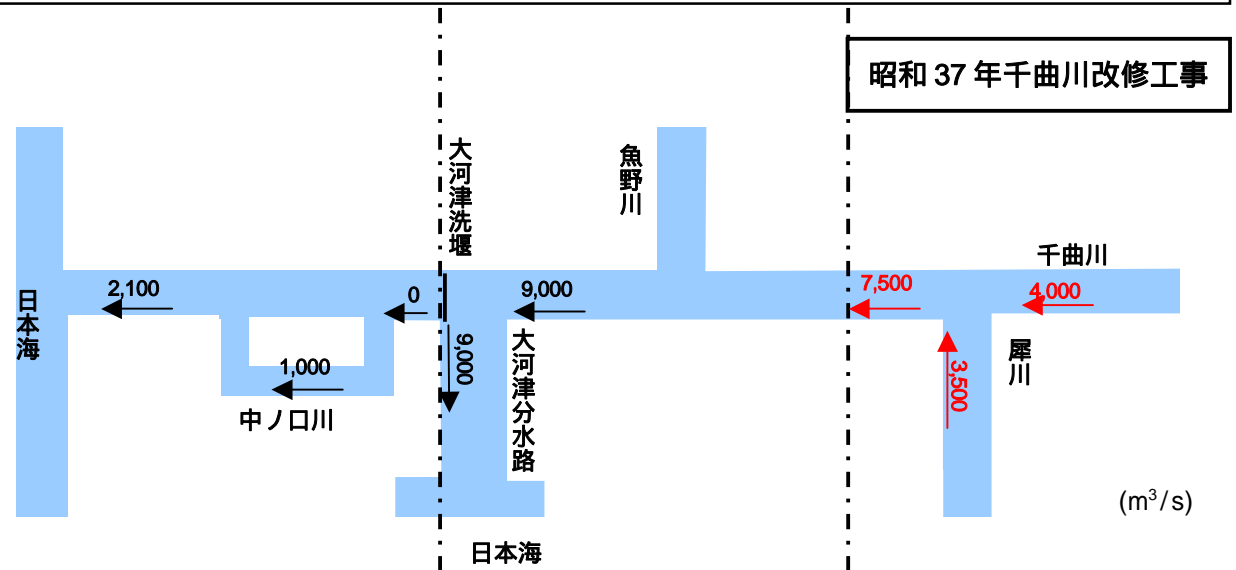 昭和 37 年千曲川改修工事
大河津洗堰
魚野川
千曲川
日本海
2,100
0
9,000
7,500
4,000
9,000
大河津分水路
犀川
3,500
1,000
中ノ口川
(m³/s)
日本海